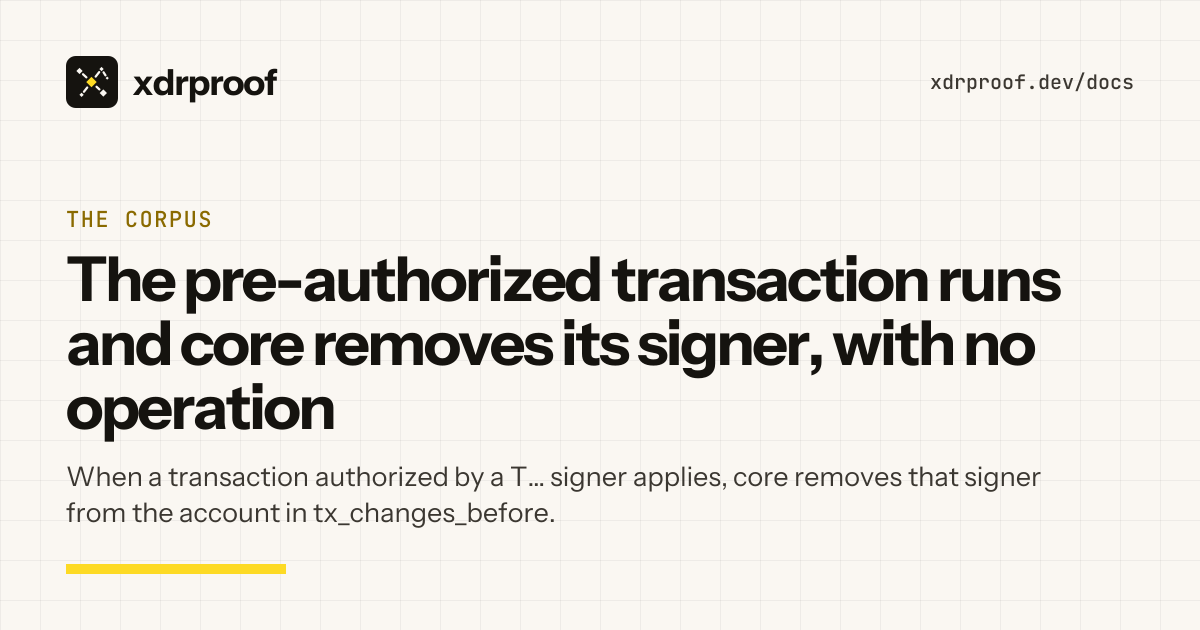 xdrproof
xdrproof.dev/docs
THE CORPUS
The pre-authorized transaction runs
and core removes its signer, with no
operation
When a transaction authorized by a T... signer applies, core removes that signer
from the account in tx_changes_before.